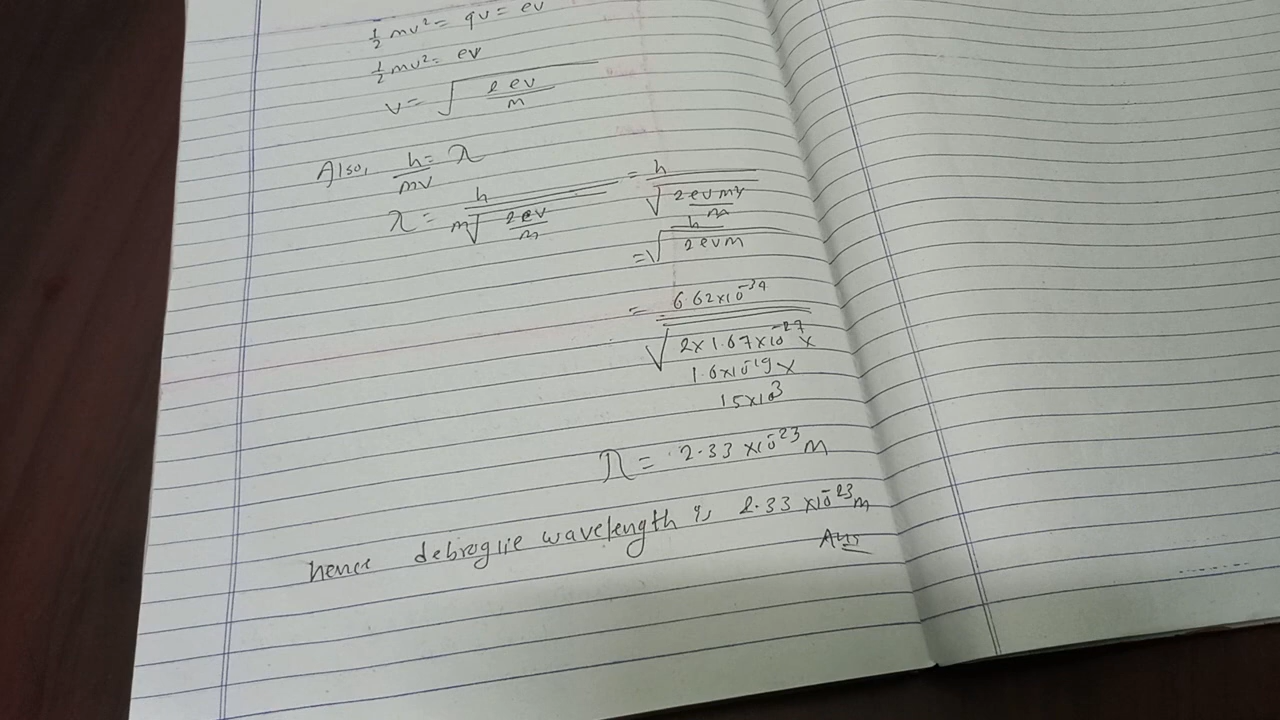 ½ mv² = qv = ev
½ mv² = ev
v = √(2ev/m)
Also, h/mv = λ
λ = h/(m√(2ev/m)) = h/√(2evm²/m)
= √(h/2evm)
= 6.62×10⁻³⁴/√(2×1.67×10⁻²⁷×
1.6×10⁻¹⁹×
15×10³)
λ = 2.33×10⁻²³ m
hence debroglie wavelength is 2.33×10⁻²³ m
Ans